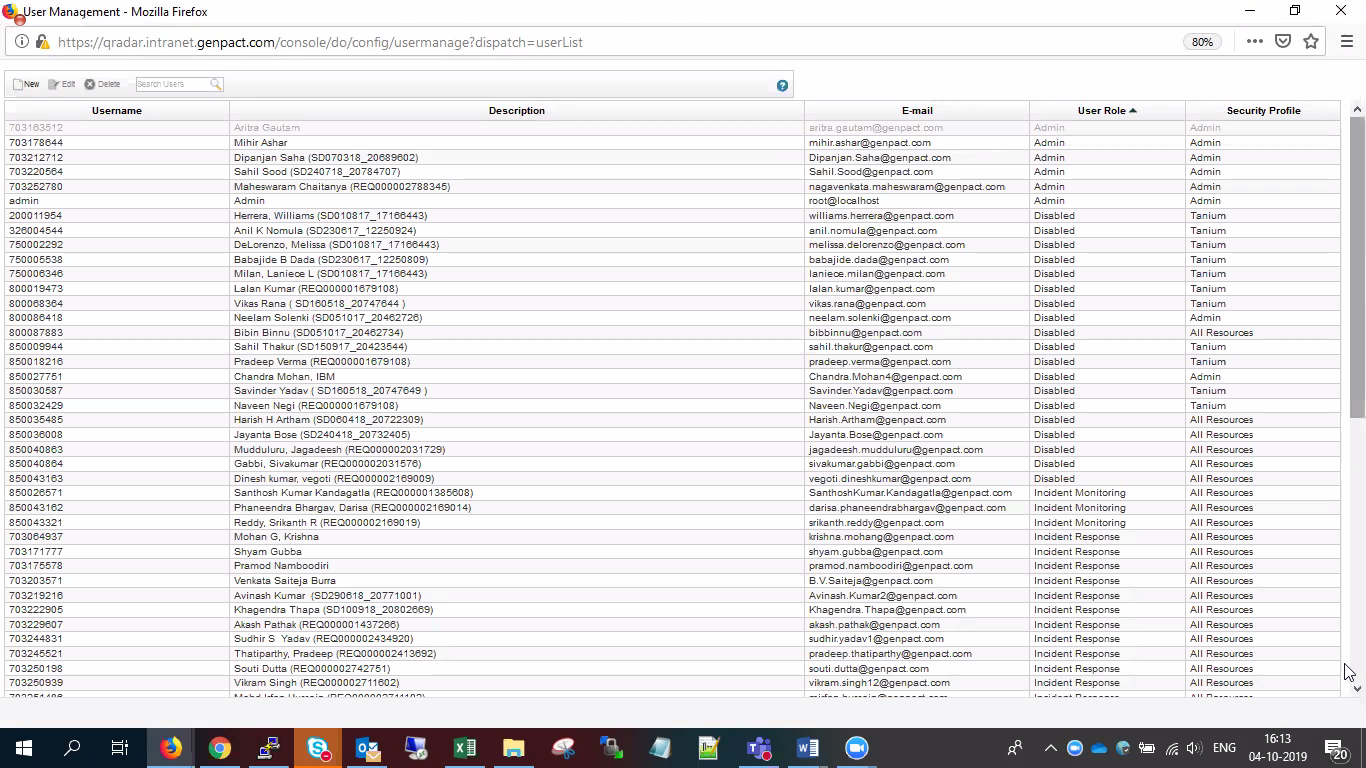 User Management - Mozilla Firefox
https://qradar.intranet.genpact.com/console/do/config/usermanage?dispatch=userList 80%
New Edit Delete Search Users
Username Description E-mail User Role Security Profile
703163512 Aritra Gautam aritra.gautam@genpact.com Admin Admin
703178644 Mihir Ashar mihir.ashar@genpact.com Admin Admin
703212712 Dipanjan Saha (SD070318_20689602) Dipanjan.Saha@genpact.com Admin Admin
703220564 Sahil Sood (SD240718_20784707) Sahil.Sood@genpact.com Admin Admin
703252780 Maheswaram Chaitanya (REQ000002788345) nagavenkata.maheswaram@genpact.com Admin Admin
admin Admin root@localhost Admin Admin
200011954 Herrera, Williams (SD010817_17166443) williams.herrera@genpact.com Disabled Tanium
326004544 Anil K Nomula (SD230617_12250924) anil.nomula@genpact.com Disabled Tanium
750002292 DeLorenzo, Melissa (SD010817_17166443) melissa.delorenzo@genpact.com Disabled Tanium
750005538 Babajide B Dada (SD230617_12250809) babajide.dada@genpact.com Disabled Tanium
750006346 Milan, Laniece L (SD010817_17166443) laniece.milan@genpact.com Disabled Tanium
800019473 Lalan Kumar (REQ000001679108) lalan.kumar@genpact.com Disabled Tanium
800068364 Vikas Rana ( SD160518_20747644 ) vikas.rana@genpact.com Disabled Tanium
800086418 Neelam Solenki (SD051017_20462726) neelam.solenki@genpact.com Disabled Admin
800087883 Bibin Binnu (SD051017_20462734) bibbinnu@genpact.com Disabled All Resources
850009944 Sahil Thakur (SD150917_20423544) sahil.thakur@genpact.com Disabled Tanium
850018216 Pradeep Verma (REQ000001679108) pradeep.verma@genpact.com Disabled Tanium
850027751 Chandra Mohan, IBM Chandra.Mohan4@genpact.com Disabled Admin
850030587 Savinder Yadav ( SD160518_20747649 ) Savinder.Yadav@genpact.com Disabled Tanium
850032429 Naveen Negi (REQ000001679108) Naveen.Negi@genpact.com Disabled Tanium
850035485 Harish H Artham (SD060418_20722309) Harish.Artham@genpact.com Disabled All Resources
850036008 Jayanta Bose (SD240418_20732405) Jayanta.Bose@genpact.com Disabled All Resources
850040863 Mudduluru, Jagadeesh (REQ000002031729) jagadeesh.mudduluru@genpact.com Disabled All Resources
850040864 Gabbi, Sivakumar (REQ000002031576) sivakumar.gabbi@genpact.com Disabled All Resources
850043163 Dinesh kumar, vegoti (REQ000002169009) vegoti.dineshkumar@genpact.com Disabled All Resources
850026571 Santhosh Kumar Kandagatla (REQ000001385608) SanthoshKumar.Kandagatla@genpact.com Incident Monitoring All Resources
850043162 Phaneendra Bhargav, Darisa (REQ000002169014) darisa.phaneendrabhargav@genpact.com Incident Monitoring All Resources
850043321 Reddy, Srikanth R (REQ000002169019) srikanth.reddy@genpact.com Incident Monitoring All Resources
703064937 Mohan G, Krishna krishna.mohang@genpact.com Incident Response All Resources
703171777 Shyam Gubba shyam.gubba@genpact.com Incident Response All Resources
703175578 Pramod Namboodiri pramod.namboodiri@genpact.com Incident Response All Resources
703203571 Venkata Saiteja Burra B.V.Saiteja@genpact.com Incident Response All Resources
703219216 Avinash Kumar (SD290618_20771001) Avinash.Kumar2@genpact.com Incident Response All Resources
703222905 Khagendra Thapa (SD100918_20802669) Khagendra.Thapa@genpact.com Incident Response All Resources
703229607 Akash Pathak (REQ000001437266) akash.pathak@genpact.com Incident Response All Resources
703244831 Sudhir S Yadav (REQ000002434920) sudhir.yadav1@genpact.com Incident Response All Resources
703245521 Thatiparthy, Pradeep (REQ000002413692) pradeep.thatiparthy@genpact.com Incident Response All Resources
703250198 Souti Dutta (REQ000002742751) souti.dutta@genpact.com Incident Response All Resources
703250939 Vikram Singh (REQ000002711602) vikram.singh12@genpact.com Incident Response All Resources
ENG 16:13
04-10-2019 20